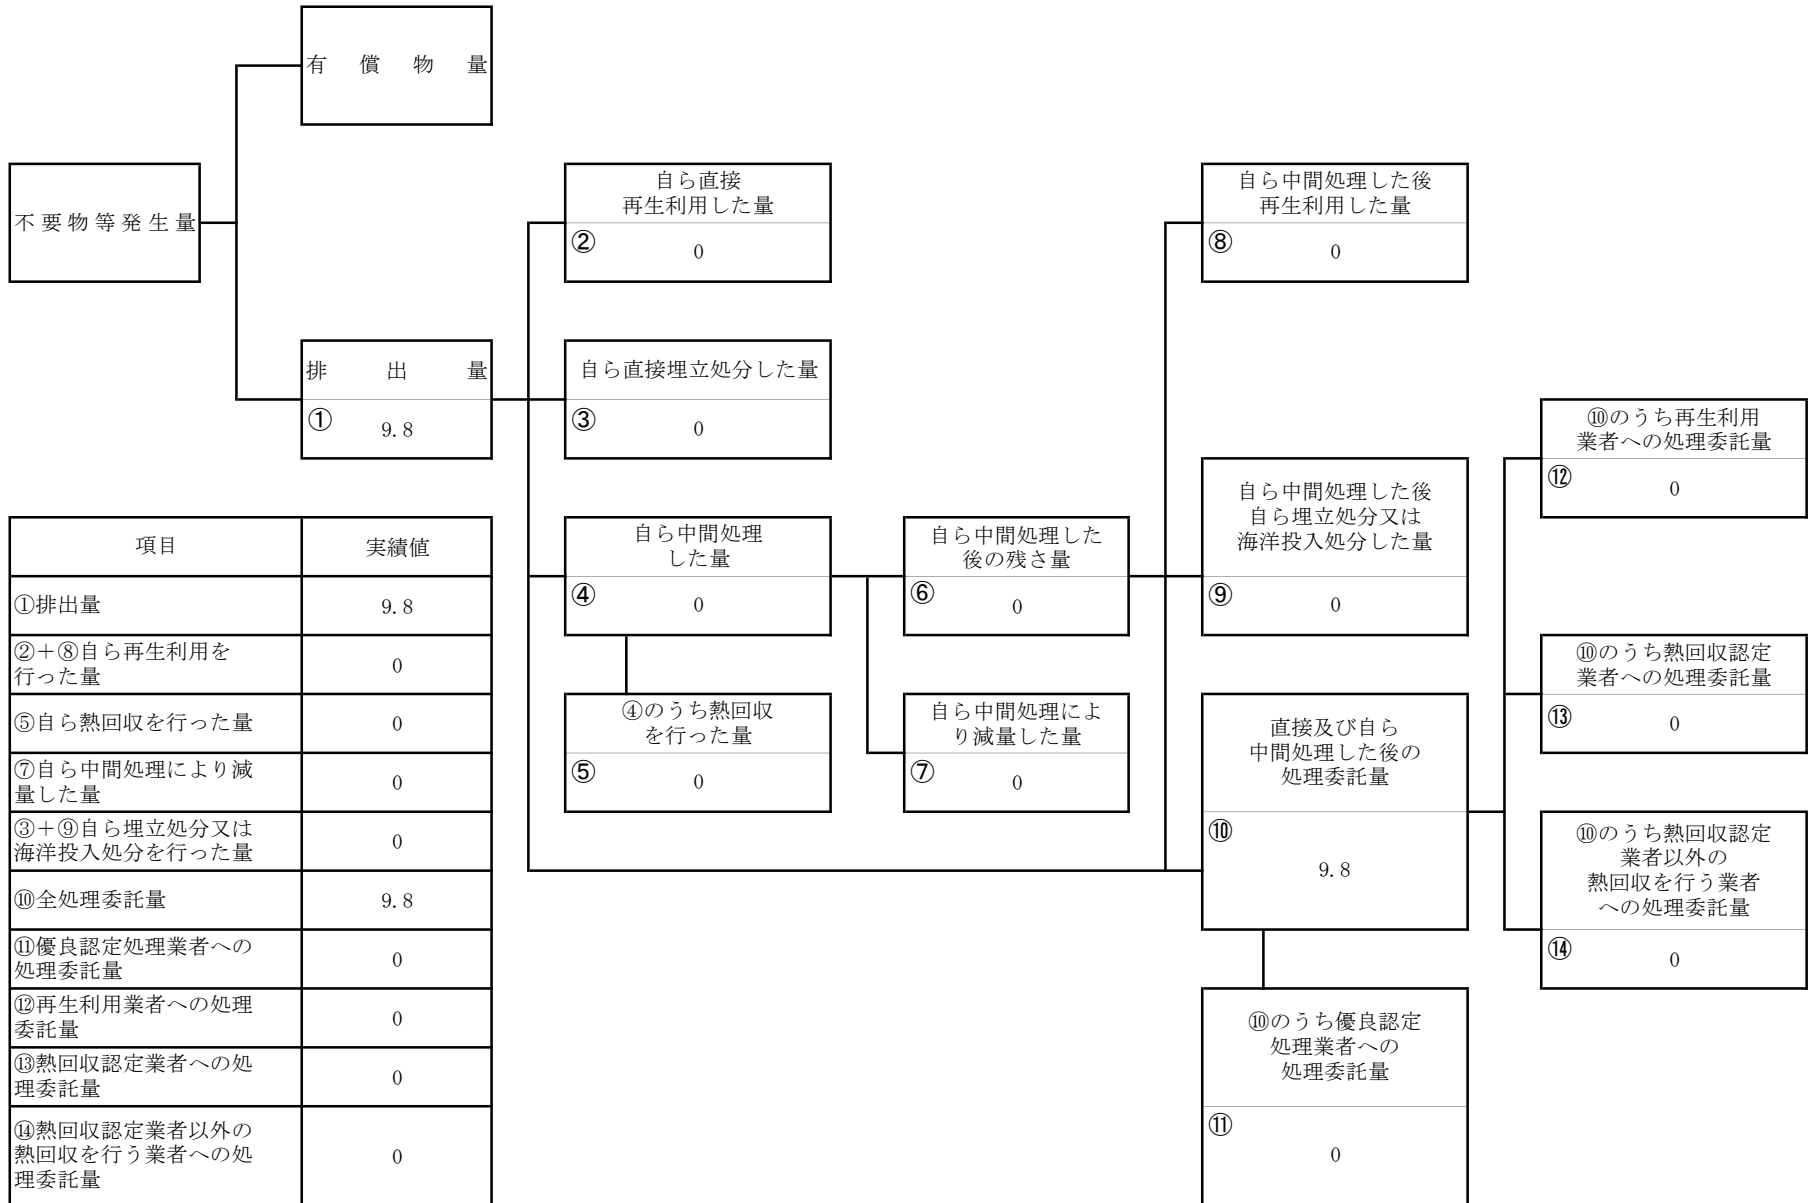 有償物量
不要物等発生量
自ら直接
再生利用した量
②
0
自ら中間処理した後
再生利用した量
⑧
0
排出量
①
9.8
自ら直接埋立処分した量
③
0
⑩のうち再生利用
業者への処理委託量
⑫
0
自ら中間処理した後
自ら埋立処分又は
海洋投入処分した量
⑨
0
自ら中間処理
した量
④
0
自ら中間処理した
後の残さ量
⑥
0
⑩のうち熱回収認定
業者への処理委託量
⑬
0
④のうち熱回収
を行った量
⑤
0
自ら中間処理によ
り減量した量
⑦
0
直接及び自ら
中間処理した後の
処理委託量
⑩
9.8
⑩のうち熱回収認定
業者以外の
熱回収を行う業者
への処理委託量
⑭
0
⑩のうち優良認定
処理業者への
処理委託量
⑪
0
項目 実績値
①排出量 9.8
②+⑧自ら再生利用を
行った量 0
⑤自ら熱回収を行った量 0
⑦自ら中間処理により減
量した量 0
③+⑨自ら埋立処分又は
海洋投入処分を行った量 0
⑩全処理委託量 9.8
⑪優良認定処理業者への
処理委託量 0
⑫再生利用業者への処理
委託量 0
⑬熱回収認定業者への処
理委託量 0
⑭熱回収認定業者以外の
熱回収を行う業者への処
理委託量 0